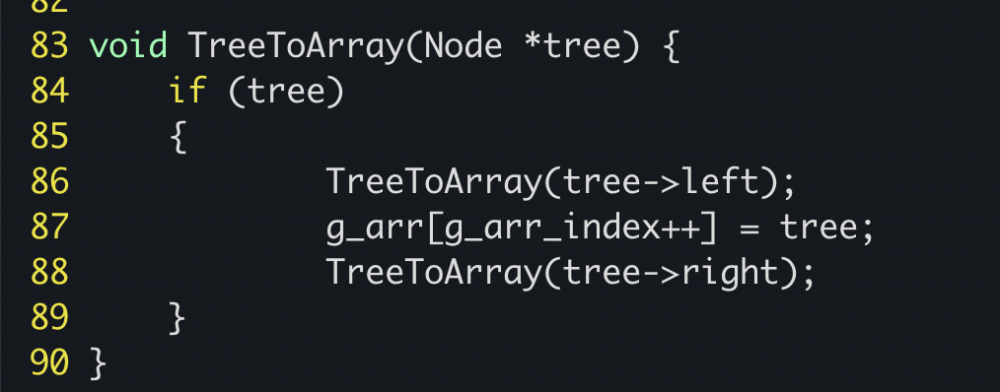 82
83 void TreeToArray(Node *tree) {
84     if (tree)
85     {
86             TreeToArray(tree->left);
87             g_arr[g_arr_index++] = tree;
88             TreeToArray(tree->right);
89     }
90 }